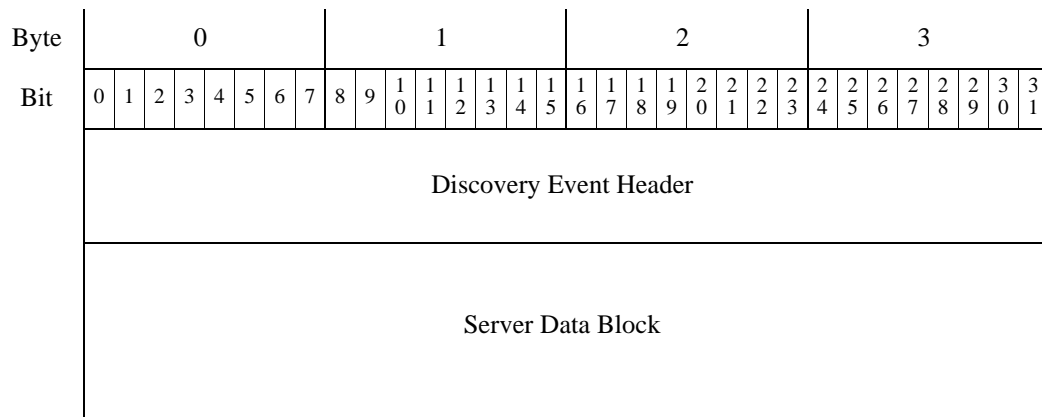 Byte 0 1 2 3
Bit 0 1 2 3 4 5 6 7 8 9 10 11 12 13 14 15 16 17 18 19 20 21 22 23 24 25 26 27 28 29 30 31
Discovery Event Header
Server Data Block